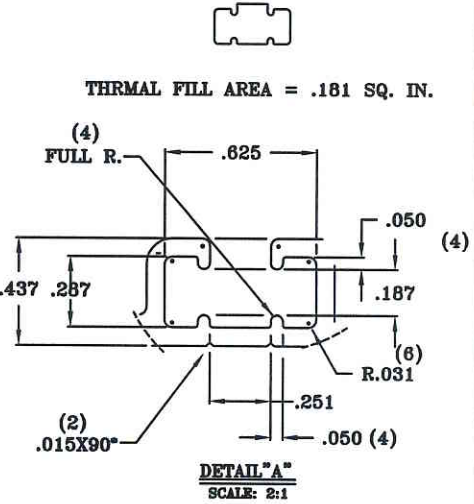 THRMAL FILL AREA = .181 SQ. IN.
(4)
FULL R.
.625
.050
(4)
.437
.287
.187
(6)
R.031
.251
(2)
.015X90°
.050 (4)
DETAIL"A"
SCALE: 2:1